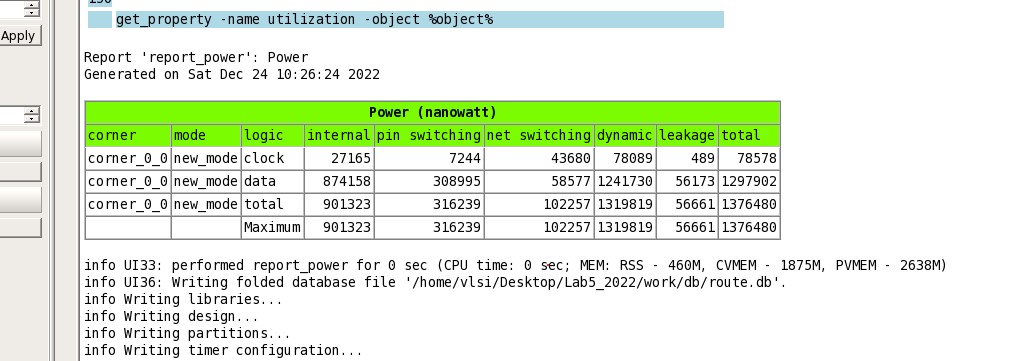 get_property -name utilization -object %object%
Apply
Report 'report_power': Power
Generated on Sat Dec 24 10:26:24 2022
Power (nanowatt)
corner mode logic internal pin switching net switching dynamic leakage total
corner_0_0 new_mode clock 27165 7244 43680 78089 489 78578
corner_0_0 new_mode data 874158 308995 58577 1241730 56173 1297902
corner_0_0 new_mode total 901323 316239 102257 1319819 56661 1376480
Maximum 901323 316239 102257 1319819 56661 1376480
info UI33: performed report_power for 0 sec (CPU time: 0 sec; MEM: RSS - 460M, CVMEM - 1875M, PVMEM - 2638M)
info UI36: Writing folded database file '/home/vlsi/Desktop/Lab5_2022/work/db/route.db'.
info Writing libraries...
info Writing design...
info Writing partitions...
info Writing timer configuration...